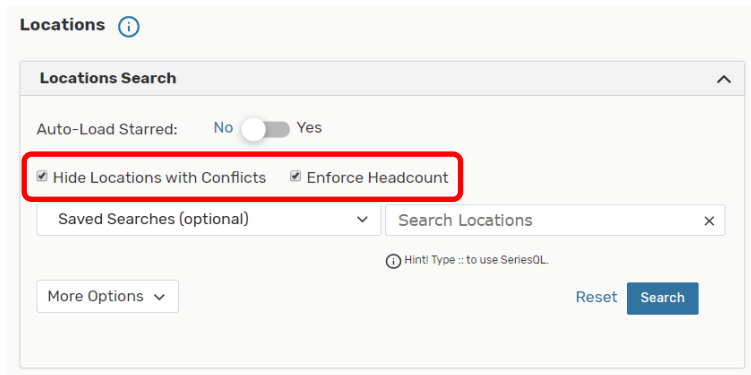 Locations
Locations Search
Auto-Load Starred: No Yes
Hide Locations with Conflicts Enforce Headcount
Saved Searches (optional) Search Locations
Hint! Type :: to use SeriesQL.
More Options Reset Search